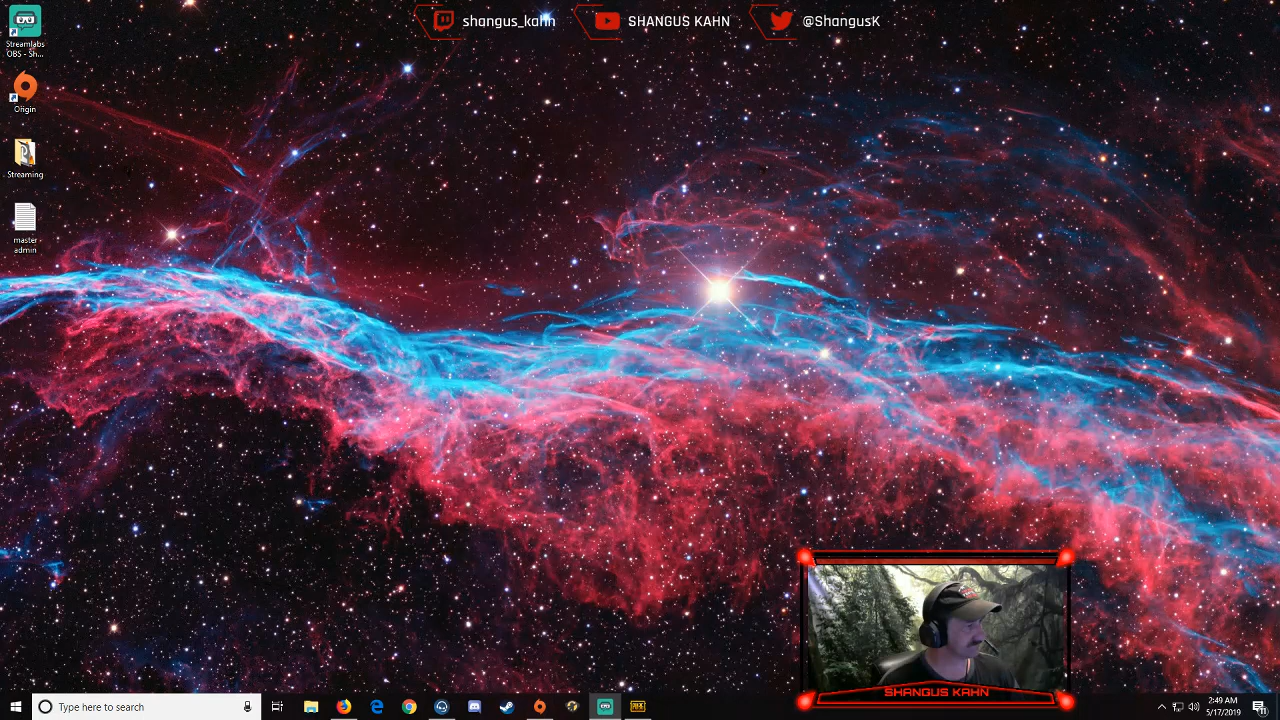 shangus_kahn
SHANGUS KAHN
@ShangusK
Streamlabs
OBS - Sh...
Origin
Streaming
master
admin
SHANGUS KAHN
Type here to search
2:49 AM
5/17/2019